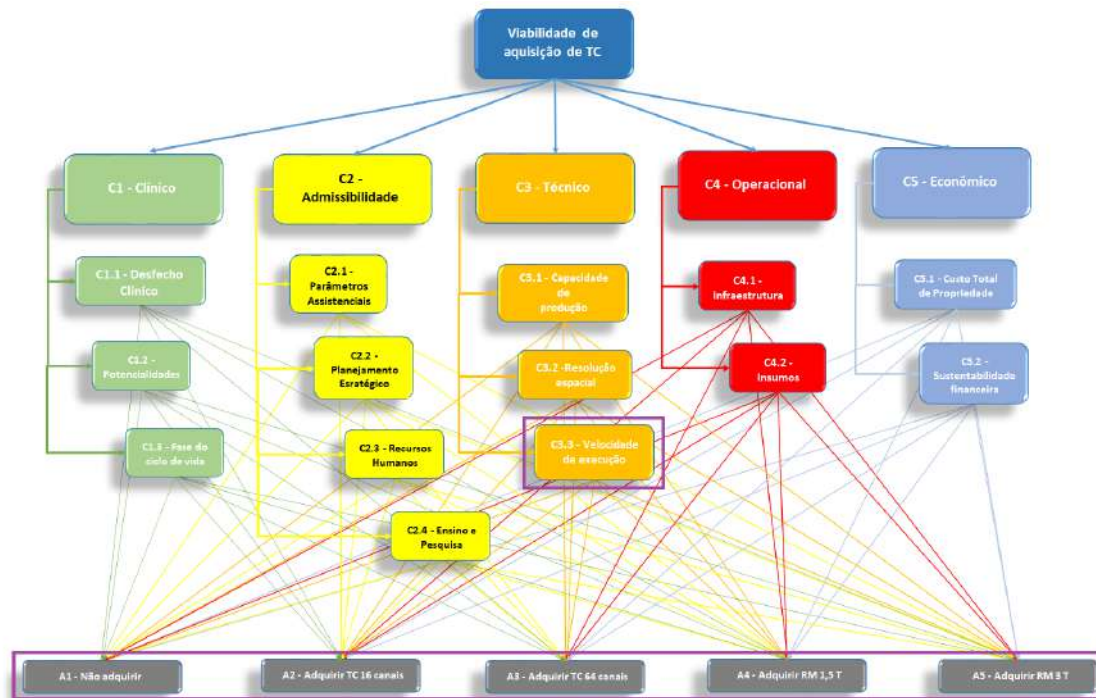 Viabilidade de
aquisição de TC
C1 - Clínico
C2 -
Admissibilidade
C3 - Técnico
C4 - Operacional
C5 - Econômico
C1.1 - Desfecho
Clínico
C2.1 -
Parâmetros
Assistenciais
C3.1 - Capacidade
de
produção
C4.1 -
Infraestrutura
C5.1 - Custo Total
de Propriedade
C1.2 -
Potencialidades
C2.2 -
Planejamento
Esratégico
C3.2 -Resolução
espacial
C4.2 -
Insumos
C5.2 -
Sustentabilidade
financeira
C1.3 - Fase do
ciclo de vida
C2.3 - Recursos
Humanos
C3.3 - Velocidade
de execução
C2.4 - Ensino e
Pesquisa
A1 - Não adquirir
A2 - Adquirir TC 16 canais
A3 - Adquirir TC 64 canais
A4 - Adquirir RM 1,5 T
A5 - Adquirir RM 3 T